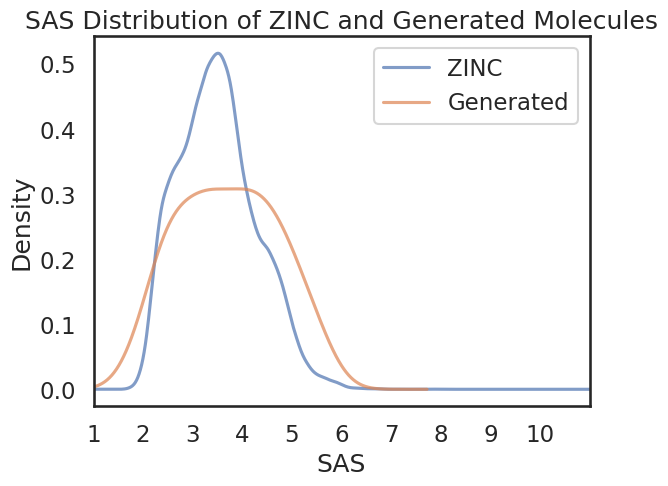 SAS Distribution of ZINC and Generated Molecules
ZINC
Generated
Density
0.5
0.4
0.3
0.2
0.1
0.0
1 2 3 4 5 6 7 8 9 10
SAS